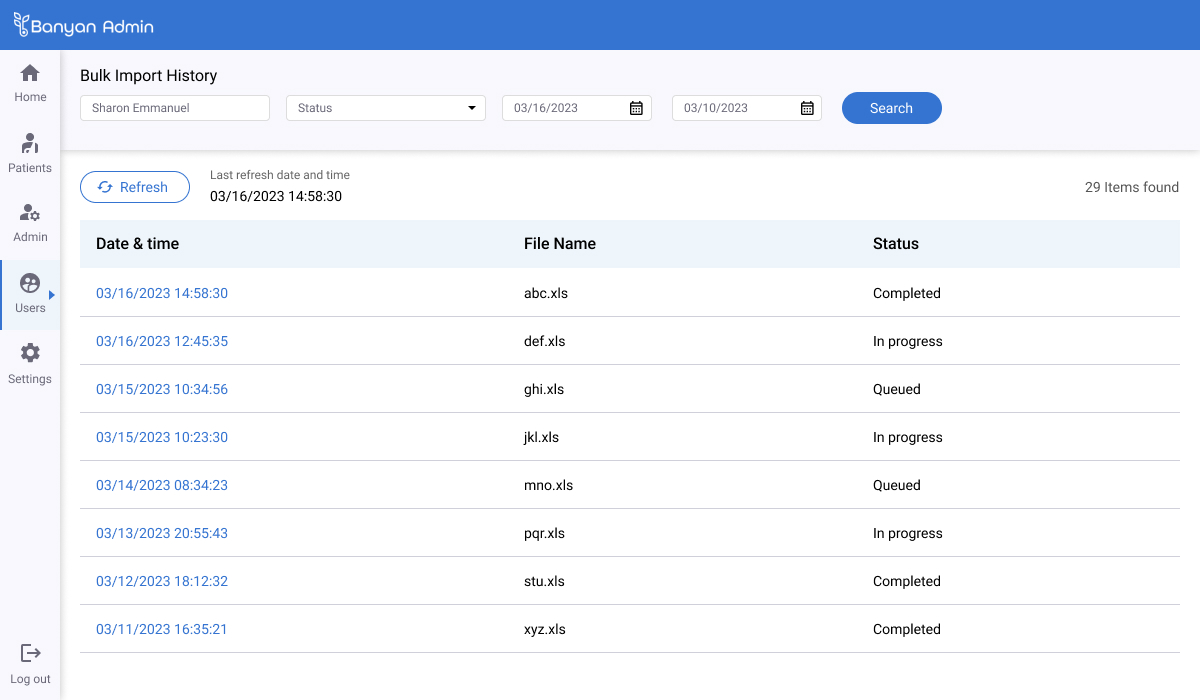 Banyan Admin
Home
Patients
Admin
Users
Settings
Log out
Bulk Import History
Sharon Emmanuel Status 03/16/2023 03/10/2023 Search
Refresh
Last refresh date and time
03/16/2023 14:58:30
29 Items found
Date & time File Name Status
03/16/2023 14:58:30 abc.xls Completed
03/16/2023 12:45:35 def.xls In progress
03/15/2023 10:34:56 ghi.xls Queued
03/15/2023 10:23:30 jkl.xls In progress
03/14/2023 08:34:23 mno.xls Queued
03/13/2023 20:55:43 pqr.xls In progress
03/12/2023 18:12:32 stu.xls Completed
03/11/2023 16:35:21 xyz.xls Completed